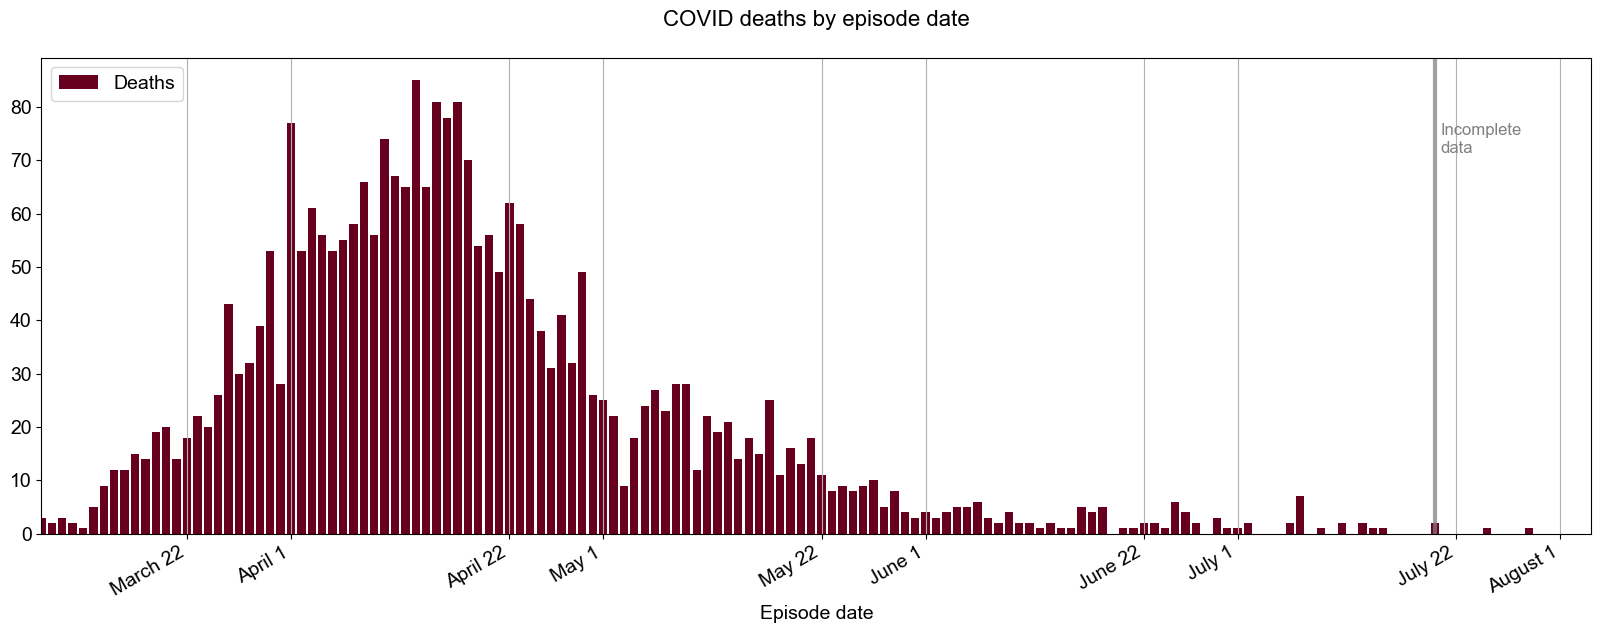 COVID deaths by episode date
Deaths
80
70
60
50
40
30
20
10
0
Incomplete
data
March 22
April 1
April 22
May 1
May 22
June 1
June 22
July 1
July 22
August 1
Episode date